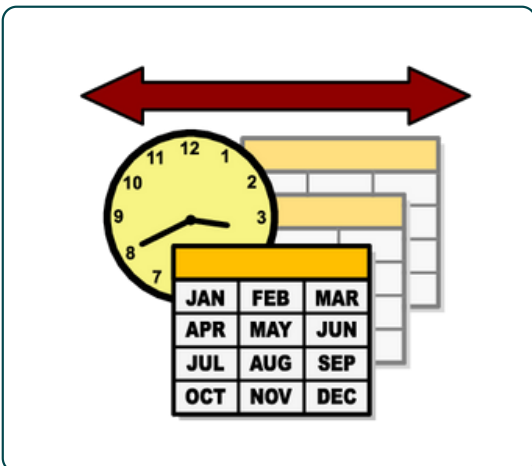 12
11 1
10 2
9 3
8
7
JAN FEB MAR
APR MAY JUN
JUL AUG SEP
OCT NOV DEC